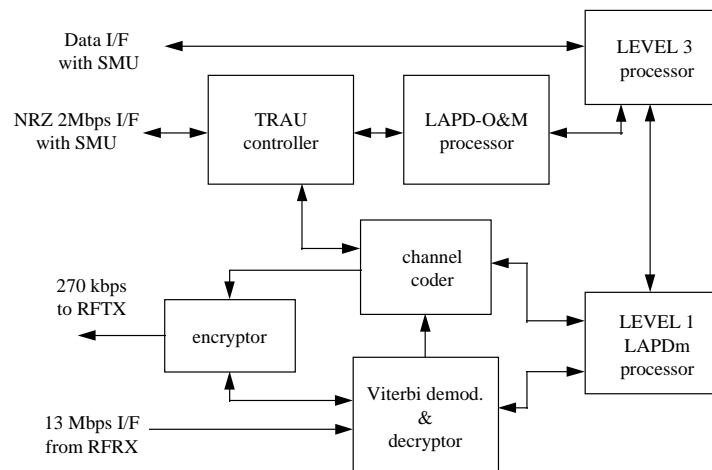 Data I/F
with SMU
LEVEL 3
processor
NRZ 2Mbps I/F
with SMU
TRAU
controller
LAPD-O&M
processor
channel
coder
270 kbps
to RFTX
encryptor
LEVEL 1
LAPDm
processor
Viterbi demod.
&
decryptor
13 Mbps I/F
from RFRX